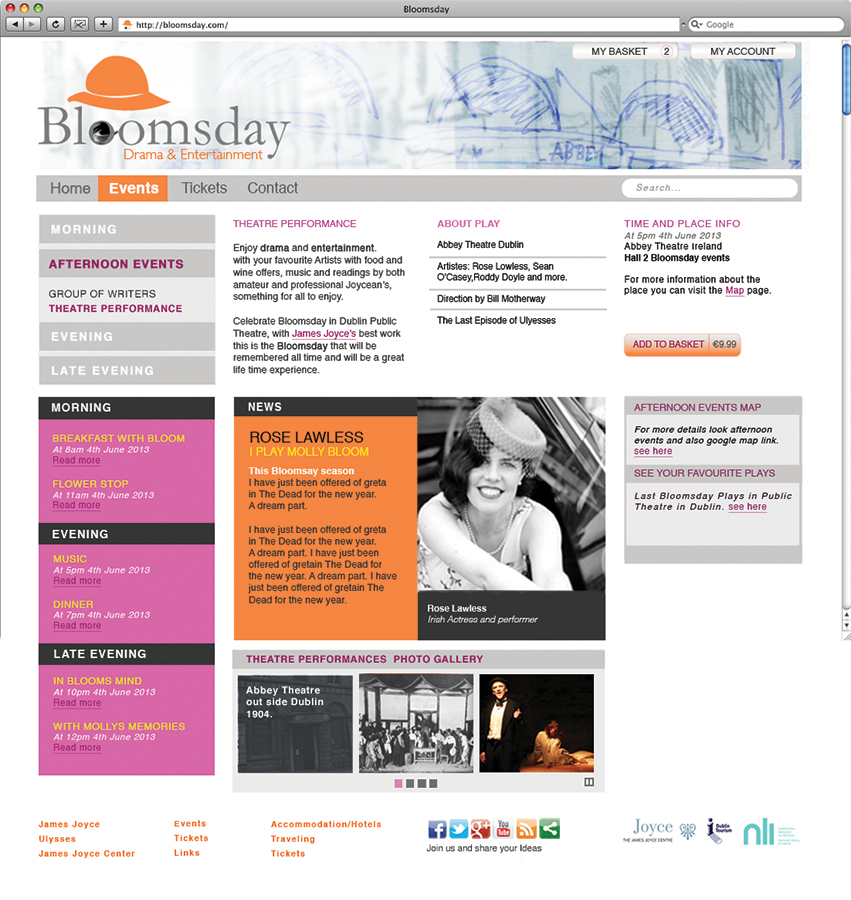 Bloomsday
http://bloomsday.com/
Google
MY BASKET 2
MY ACCOUNT
ABBEY
Bloomsday
Drama & Entertainment
Home
Events
Tickets
Contact
Search...
MORNING
AFTERNOON EVENTS
GROUP OF WRITERS
THEATRE PERFORMANCE
EVENING
LATE EVENING
THEATRE PERFORMANCE
Enjoy drama and entertainment.
with your favourite Artists with food and
wine offers, music and readings by both
amateur and professional Joycean's,
something for all to enjoy.
Celebrate Bloomsday in Dublin Public
Theatre, with James Joyce's best work
this is the Bloomsday that will be
remembered all time and will be a great
life time experience.
ABOUT PLAY
Abbey Theatre Dublin
Artistes: Rose Lawless, Sean
O'Casey,Roddy Doyle and more.
Direction by Bill Motherway
The Last Episode of Ulysses
TIME AND PLACE INFO
At 5pm 4th June 2013
Abbey Theatre Ireland
Hall 2 Bloomsday events
For more information about the
place you can visit the Map page.
ADD TO BASKET €9.99
MORNING
BREAKFAST WITH BLOOM
At 8am 4th June 2013
Read more
FLOWER STOP
At 11am 4th June 2013
Read more
EVENING
MUSIC
At 5pm 4th June 2013
Read more
DINNER
At 7pm 4th June 2013
Read more
LATE EVENING
IN BLOOMS MIND
At 10pm 4th June 2013
Read more
WITH MOLLYS MEMORIES
At 12pm 4th June 2013
Read more
NEWS
ROSE LAWLESS
I PLAY MOLLY BLOOM
This Bloomsay season
I have just been offered of greta
in The Dead for the new year.
A dream part.
I have just been offered of greta
in The Dead for the new year.
A dream part. I have just been
offered of gretain The Dead for
the new year. A dream part. I have
just been offered of gretain The
Dead for the new year.
Rose Lawless
Irish Actress and performer
AFTERNOON EVENTS MAP
For more details look afternoon
events and also google map link.
see here
SEE YOUR FAVOURITE PLAYS
Last Bloomsday Plays in Public
Theatre in Dublin. see here
THEATRE PERFORMANCES PHOTO GALLERY
Abbey Theatre
out side Dublin
1904.
James Joyce
Ulysses
James Joyce Center
Events
Tickets
Links
Accommodation/Hotels
Traveling
Tickets
You
Tube
Join us and share your Ideas
Joyce
THE JAMES JOYCE CENTRE
Dublin
Tourism
nli